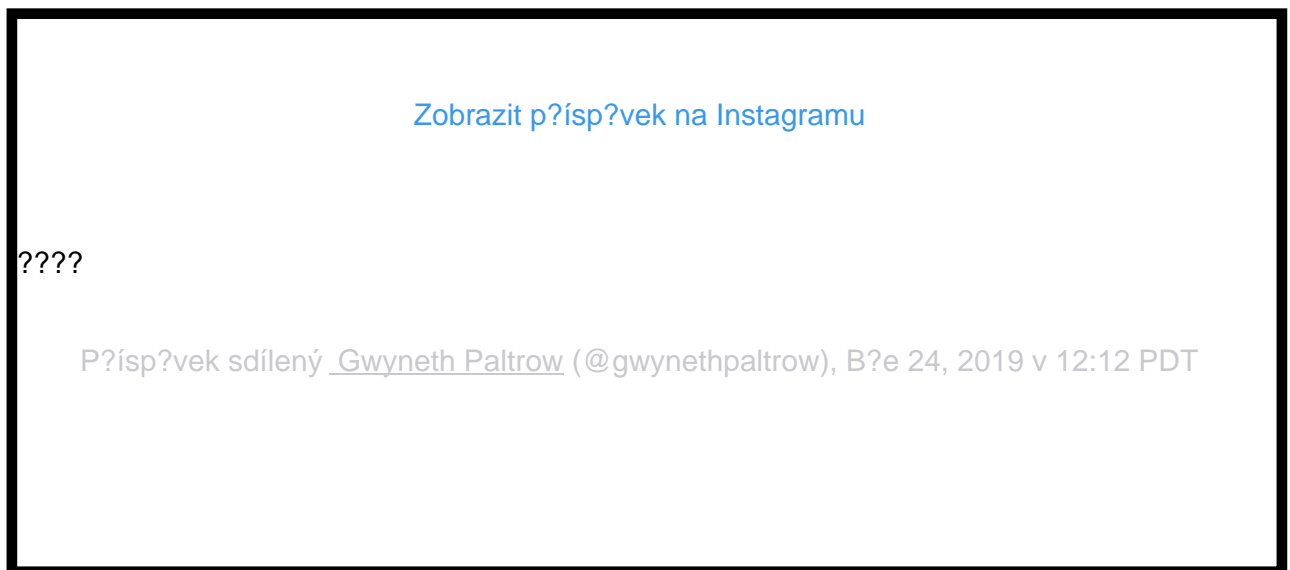 Zobrazit p?ísp?vek na Instagramu
????
P?ísp?vek sdílený Gwyneth Paltrow (@gwynethpaltrow), B?e 24, 2019 v 12:12 PDT